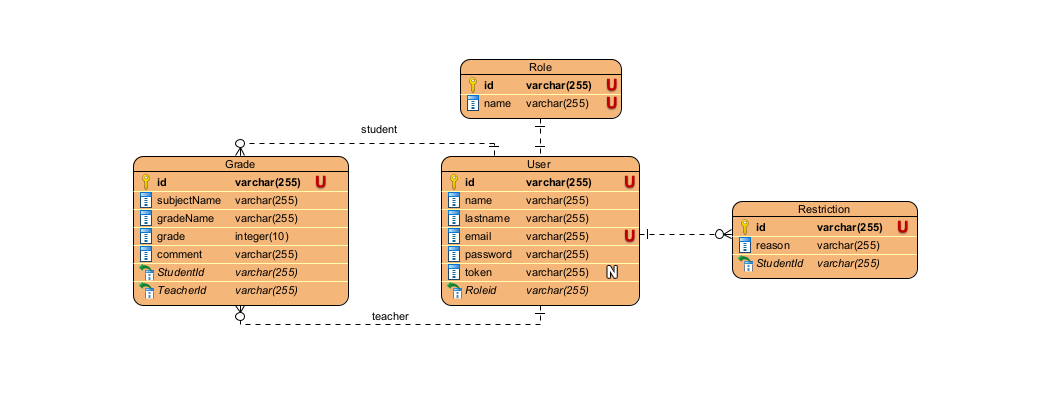 Role
id varchar(255) U
name varchar(255) U
student
Grade
id varchar(255) U
subjectName varchar(255)
gradeName varchar(255)
grade integer(10)
comment varchar(255)
StudentId varchar(255)
TeacherId varchar(255)
User
id varchar(255) U
name varchar(255)
lastname varchar(255)
email varchar(255) U
password varchar(255)
token varchar(255) N
Roleid varchar(255)
Restriction
id varchar(255) U
reason varchar(255)
StudentId varchar(255)
teacher